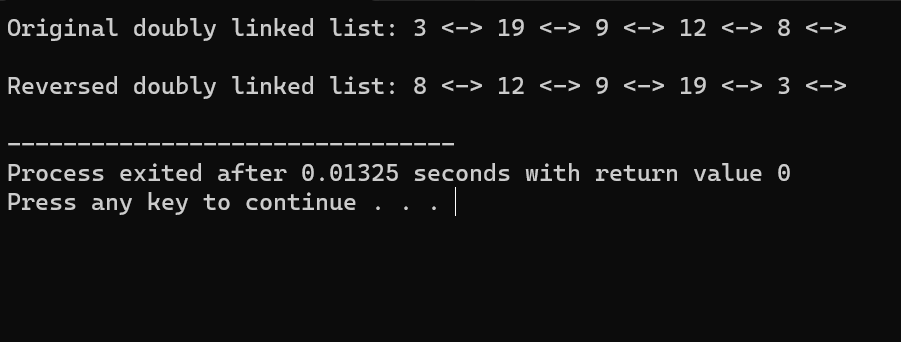 Original doubly linked list: 3 <-> 19 <-> 9 <-> 12 <-> 8 <->
Reversed doubly linked list: 8 <-> 12 <-> 9 <-> 19 <-> 3 <->
--------------------------------
Process exited after 0.01325 seconds with return value 0
Press any key to continue . . .